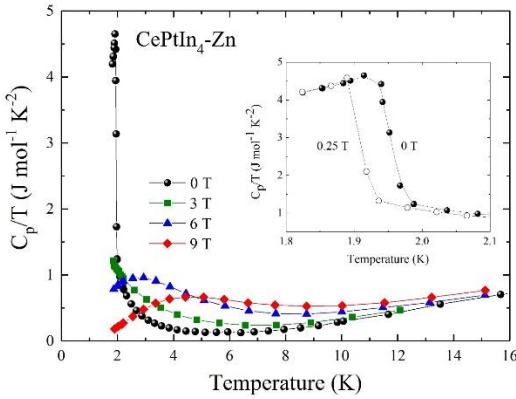 CePtIn4-Zn
Cp/T (J mol-1 K-2)
5
4
3
2
1
0
0 2 4 6 8 10 12 14 16
Temperature (K)
0 T
3 T
6 T
9 T
Cp/T (J mol-1 K-2)
5
4
3
2
1
0
0.25 T 0 T
1.8 1.9 2.0 2.1
Temperature (K)